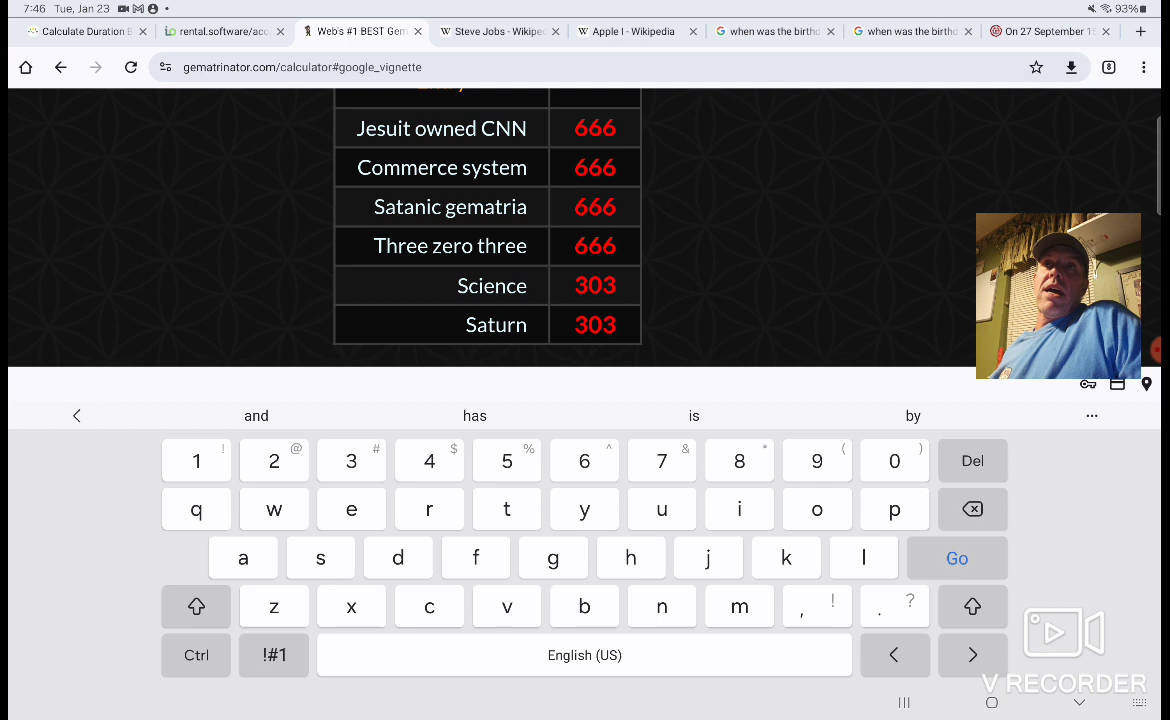 7:46 Tue, Jan 23 93%
Calculate Duration B
rental.software/acc
Web's #1 BEST Gem
Steve Jobs - Wikipe
Apple I - Wikipedia
when was the birthd
when was the birthd
On 27 September 15
gematrinator.com/calculator#google_vignette
Jesuit owned CNN 666
Commerce system 666
Satanic gematria 666
Three zero three 666
Science 303
Saturn 303
and has is by ...
! @ # $ % ^ & * ( )
1 2 3 4 5 6 7 8 9 0 Del
q w e r t y u i o p
a s d f g h j k l Go
z x c v b n m , ! . ?
Ctrl !#1 English (US) < >
V RECORDER